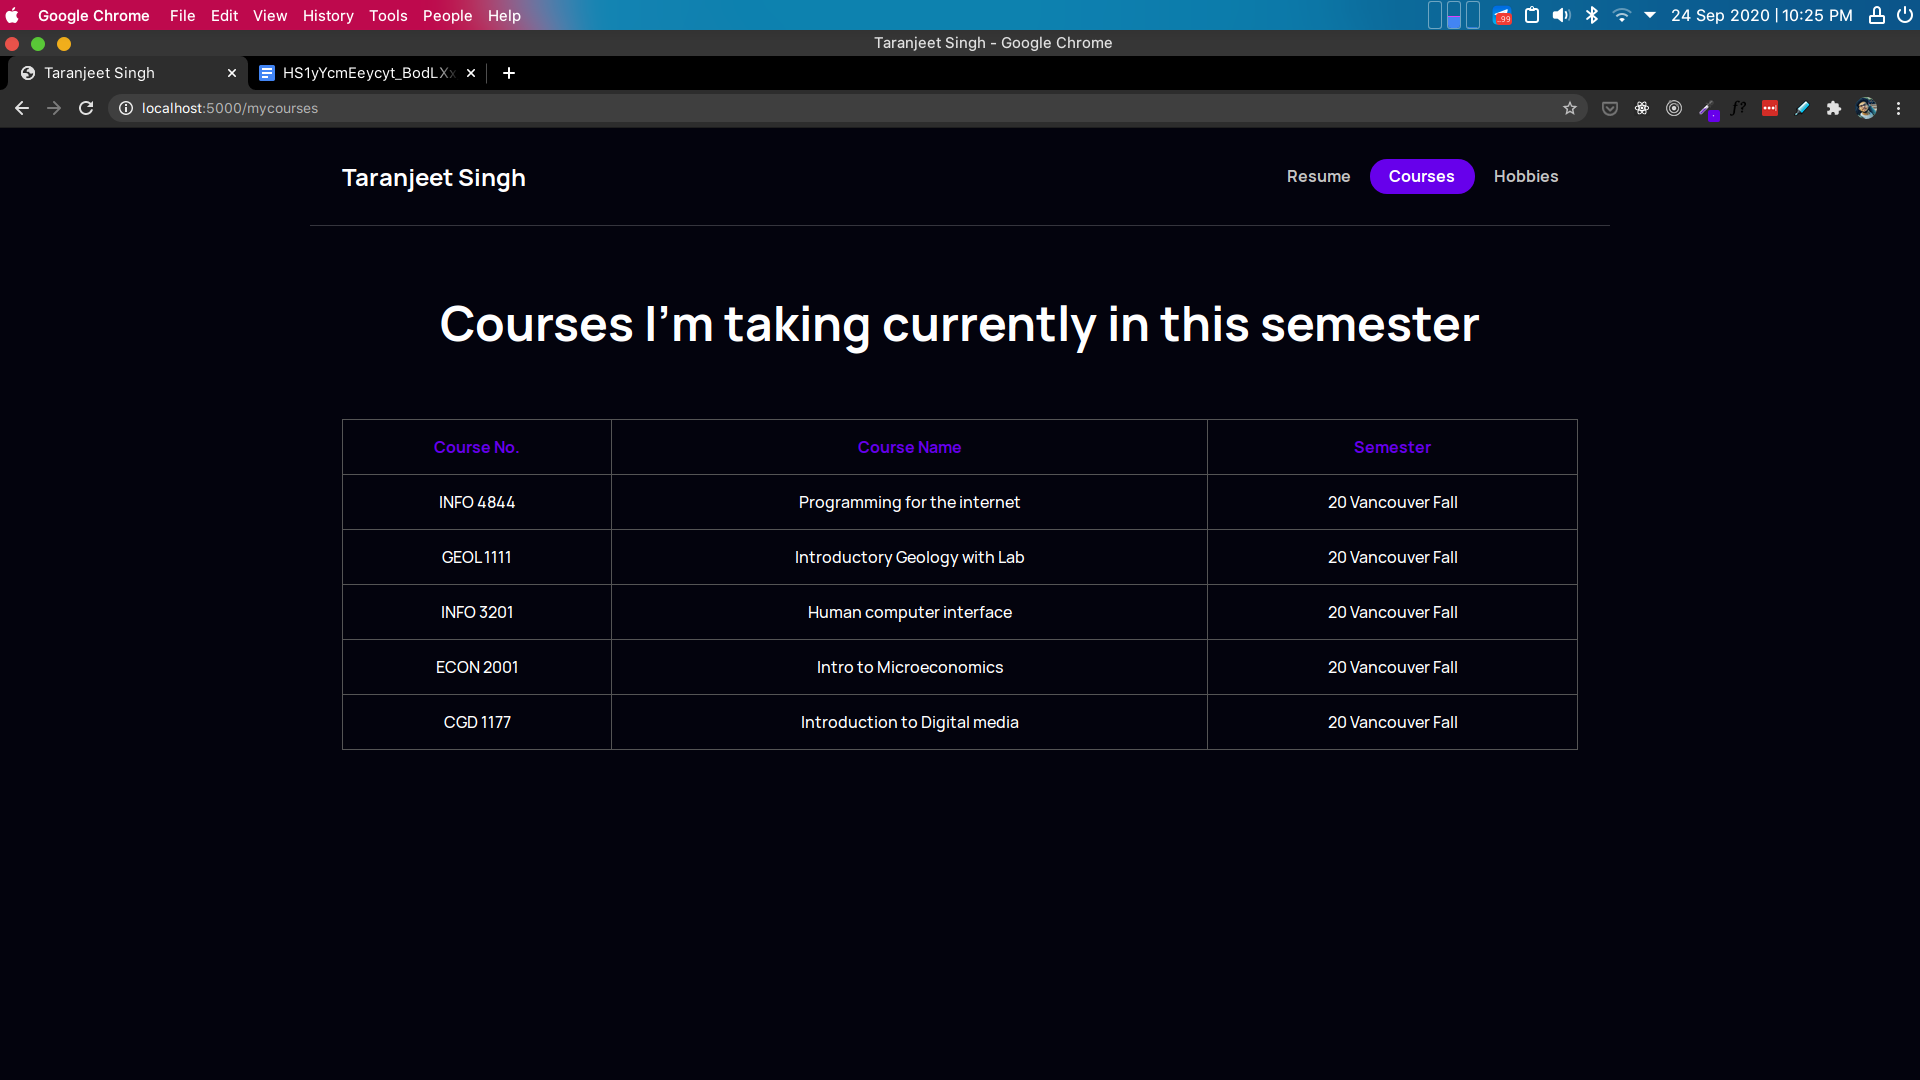 Google Chrome File Edit View History Tools People Help 24 Sep 2020 | 10:25 PM
Taranjeet Singh - Google Chrome
Taranjeet Singh HS1yYcmEeycyt_BodLX
localhost:5000/mycourses
Taranjeet Singh Resume Courses Hobbies
Courses I’m taking currently in this semester
Course No. Course Name Semester
INFO 4844 Programming for the internet 20 Vancouver Fall
GEOL 1111 Introductory Geology with Lab 20 Vancouver Fall
INFO 3201 Human computer interface 20 Vancouver Fall
ECON 2001 Intro to Microeconomics 20 Vancouver Fall
CGD 1177 Introduction to Digital media 20 Vancouver Fall